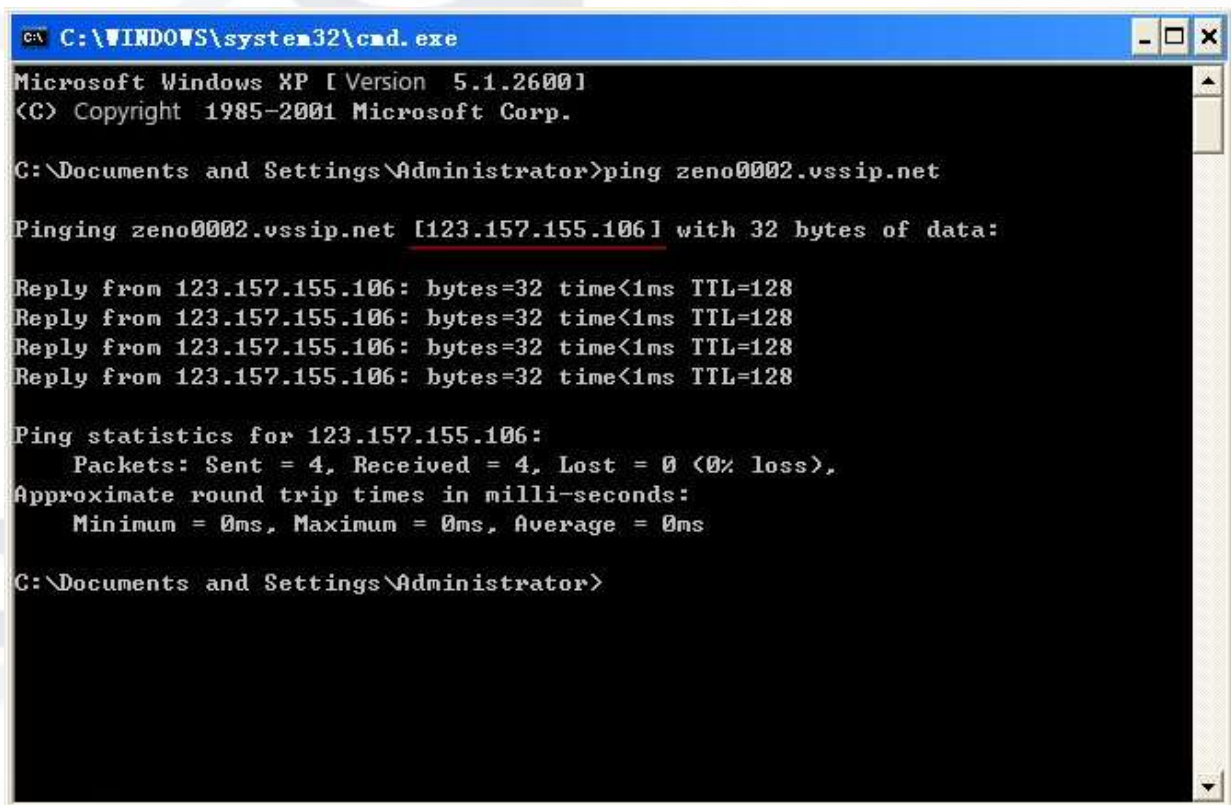 C:\WINDOWS\system32\cmd.exe
Microsoft Windows XP [ Version 5.1.2600]
(C) Copyright 1985-2001 Microsoft Corp.
C:\Documents and Settings\Administrator>ping zeno0002.vssip.net
Pinging zeno0002.vssip.net [123.157.155.106] with 32 bytes of data:
Reply from 123.157.155.106: bytes=32 time<1ms TTL=128
Reply from 123.157.155.106: bytes=32 time<1ms TTL=128
Reply from 123.157.155.106: bytes=32 time<1ms TTL=128
Reply from 123.157.155.106: bytes=32 time<1ms TTL=128
Ping statistics for 123.157.155.106:
Packets: Sent = 4, Received = 4, Lost = 0 (0% loss),
Approximate round trip times in milli-seconds:
Minimum = 0ms, Maximum = 0ms, Average = 0ms
C:\Documents and Settings\Administrator>